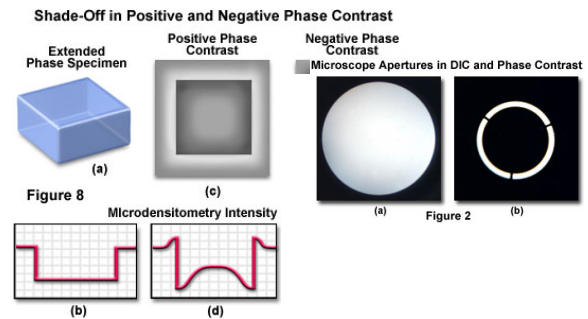 Shade-Off in Positive and Negative Phase Contrast
Extended
Phase Specimen
(a)
Positive Phase
Contrast
(c)
Negative Phase
Contrast
Microscope Apertures in DIC and Phase Contrast
(a)
(b)
Figure 2
Figure 8
MIcrodensitometry Intensity
(b)
(d)